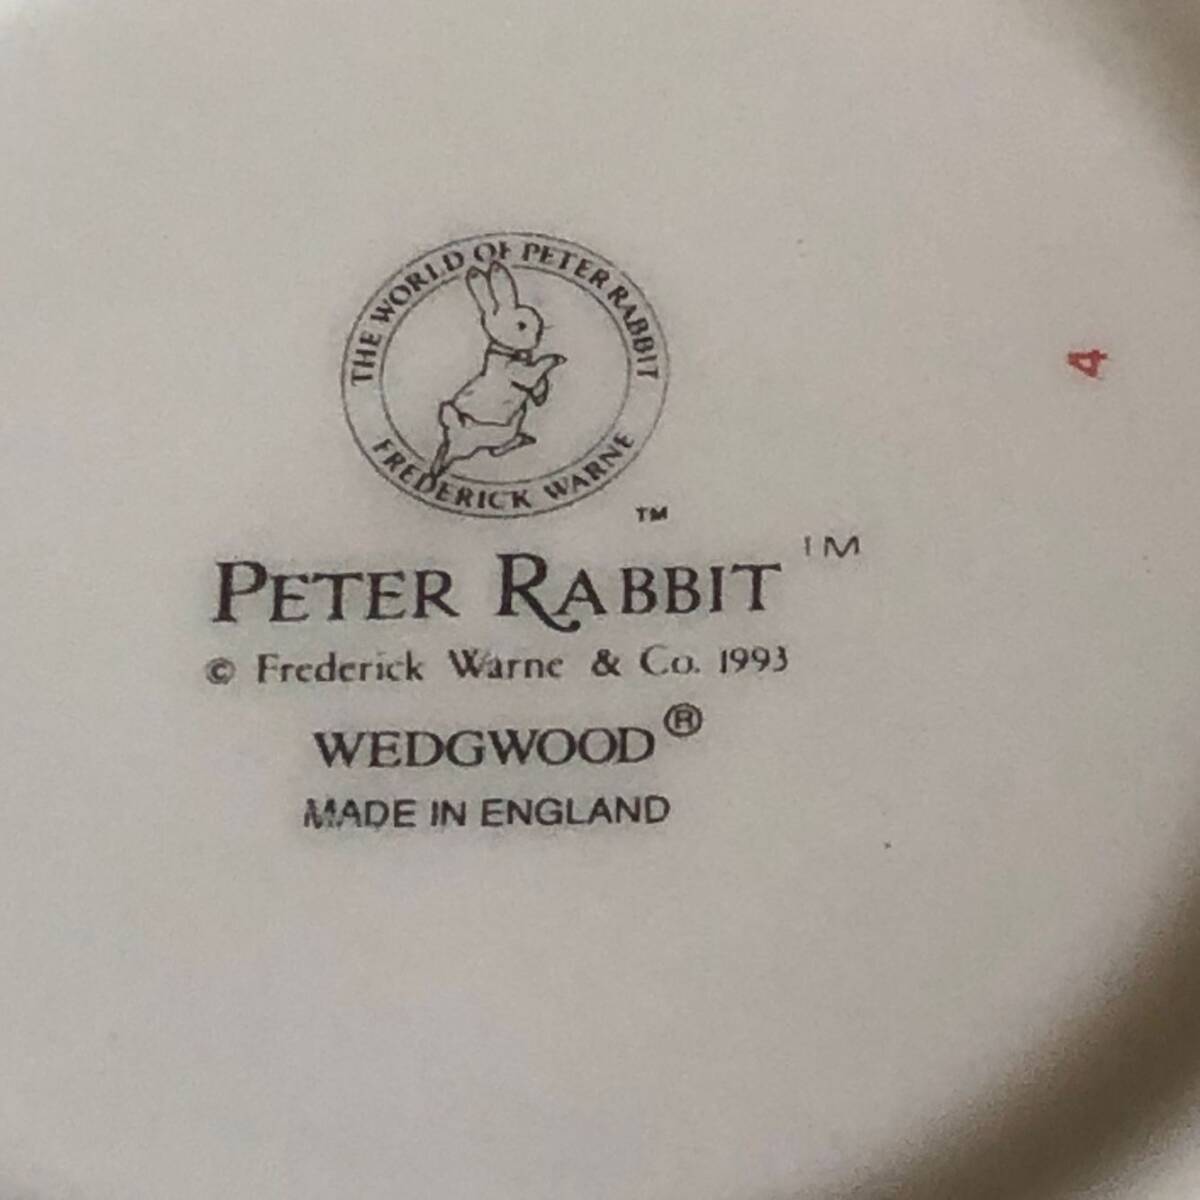 THE WORLD OF PETER RABBIT
FREDERICK WARNE
TM
PETER RABBIT TM
© Frederick Warne & Co. 1993
WEDGWOOD®
MADE IN ENGLAND
4